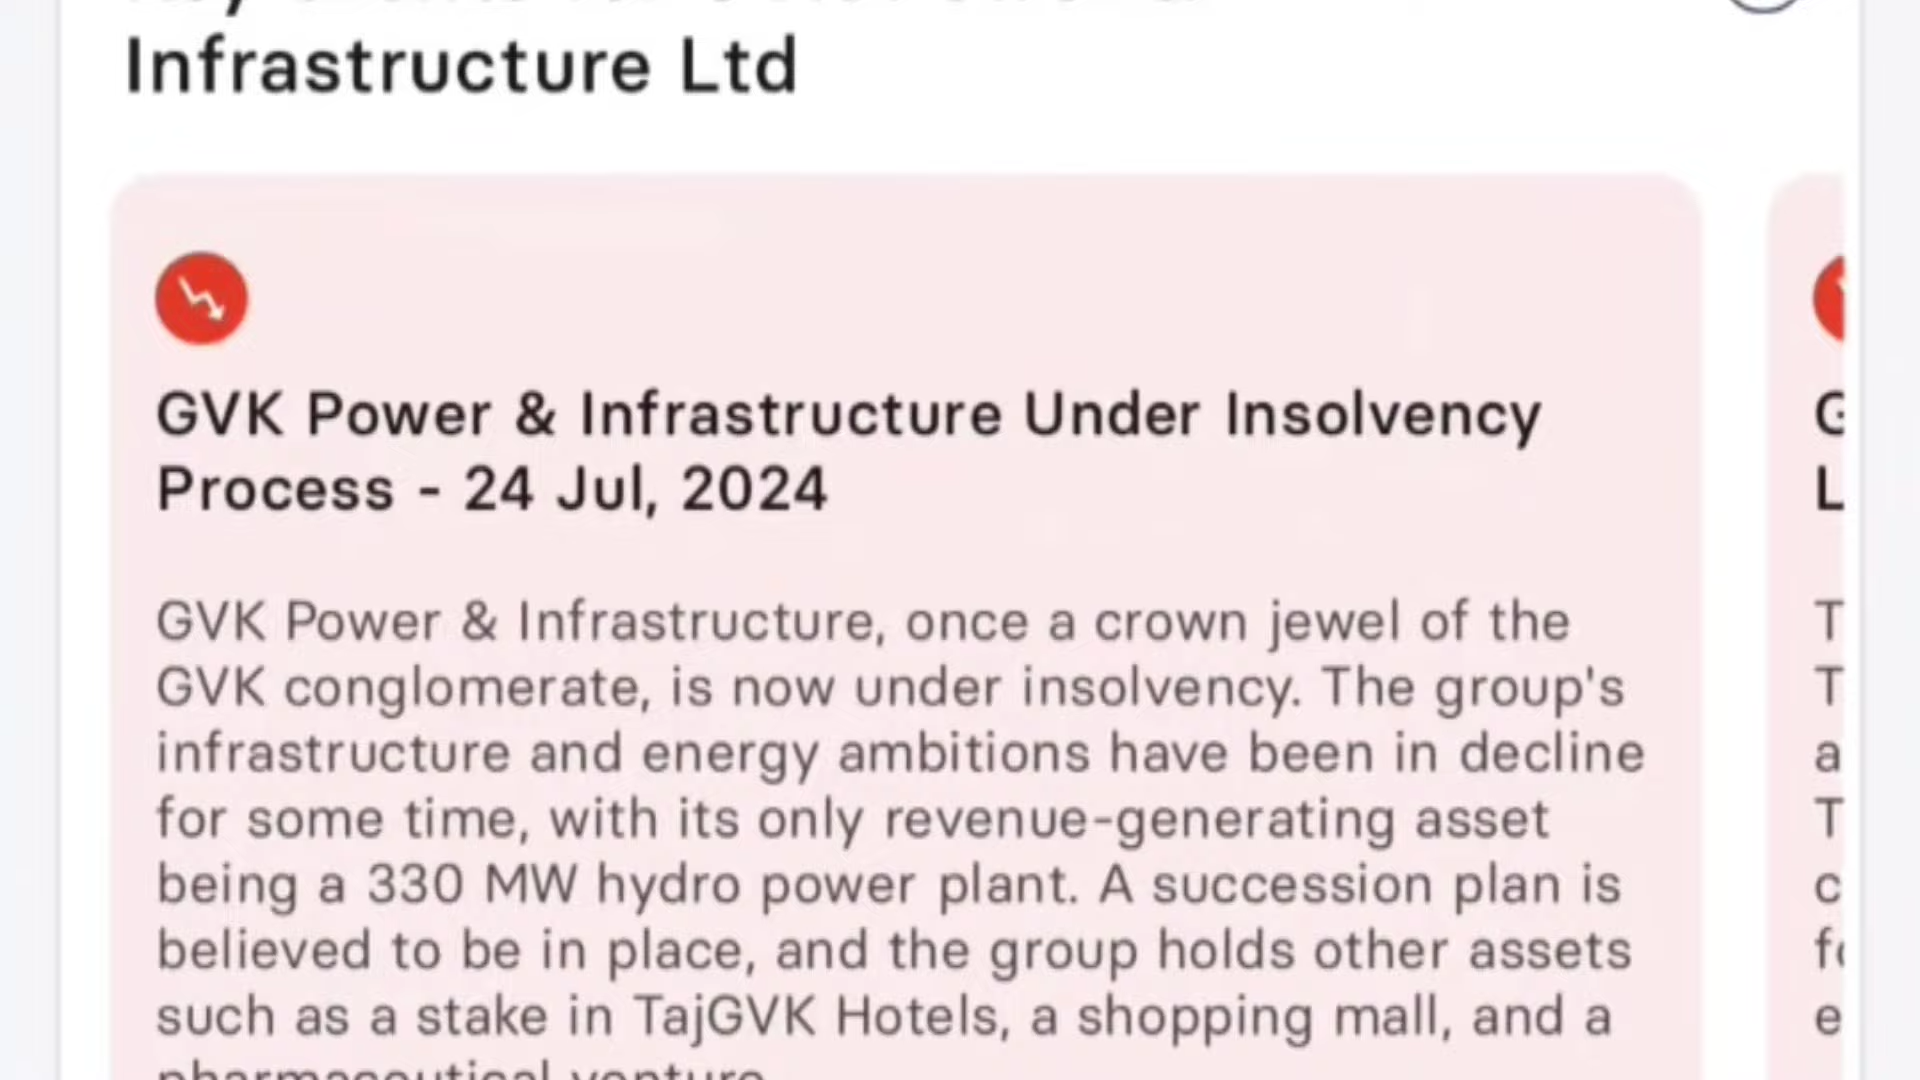 Infrastructure Ltd
GVK Power & Infrastructure Under Insolvency
Process - 24 Jul, 2024
GVK Power & Infrastructure, once a crown jewel of the
GVK conglomerate, is now under insolvency. The group's
infrastructure and energy ambitions have been in decline
for some time, with its only revenue-generating asset
being a 330 MW hydro power plant. A succession plan is
believed to be in place, and the group holds other assets
such as a stake in TajGVK Hotels, a shopping mall, and a
pharmaceutical venture.
G
L
T
T
a
T
c
fo
e